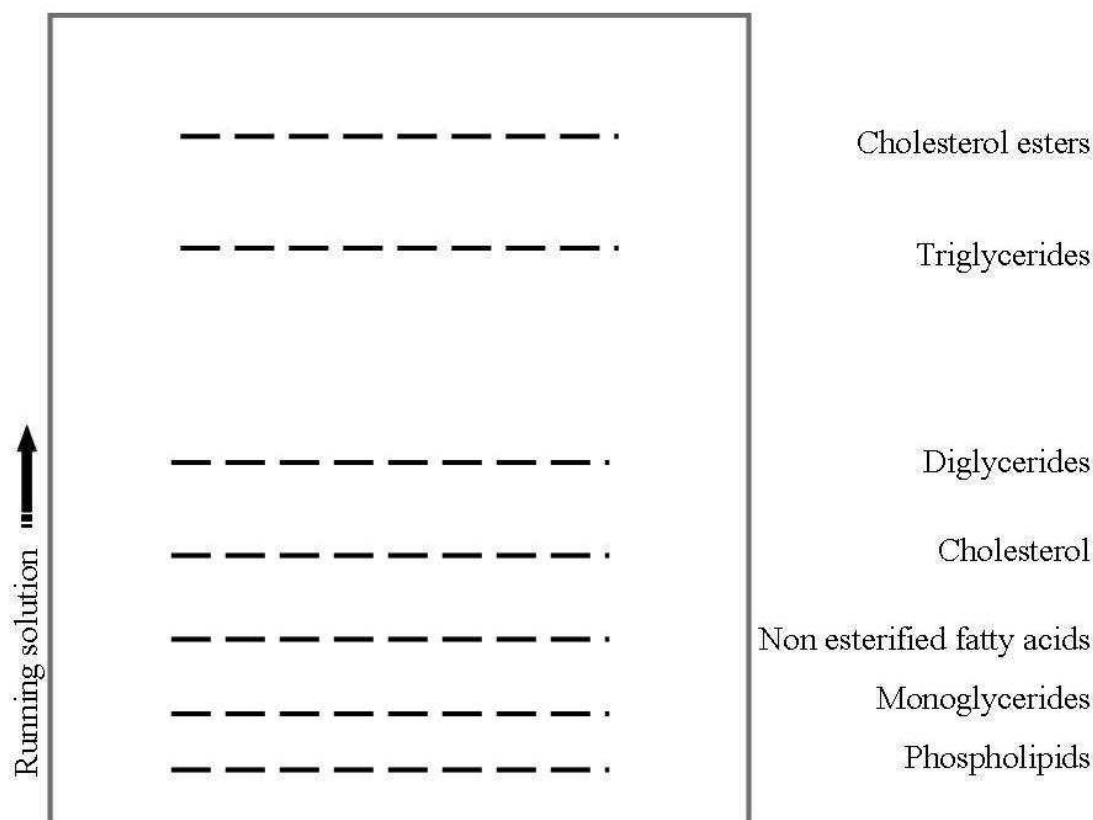 Cholesterol esters
Triglycerides
Diglycerides
Cholesterol
Non esterified fatty acids
Monoglycerides
Phospholipids
Running solution